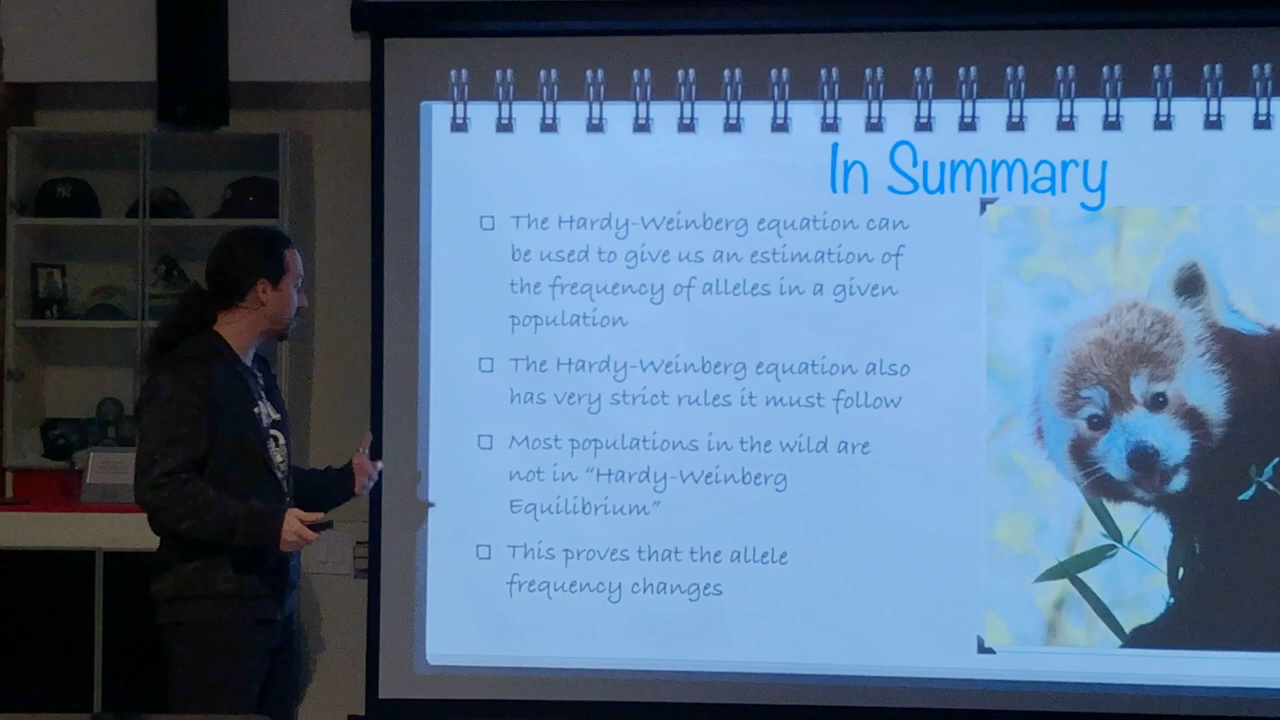 In Summary
The Hardy-Weinberg equation can
be used to give us an estimation of
the frequency of alleles in a given
population
The Hardy-Weinberg equation also
has very strict rules it must follow
Most populations in the wild are
not in “Hardy-Weinberg
Equilibrium”
This proves that the allele
frequency changes